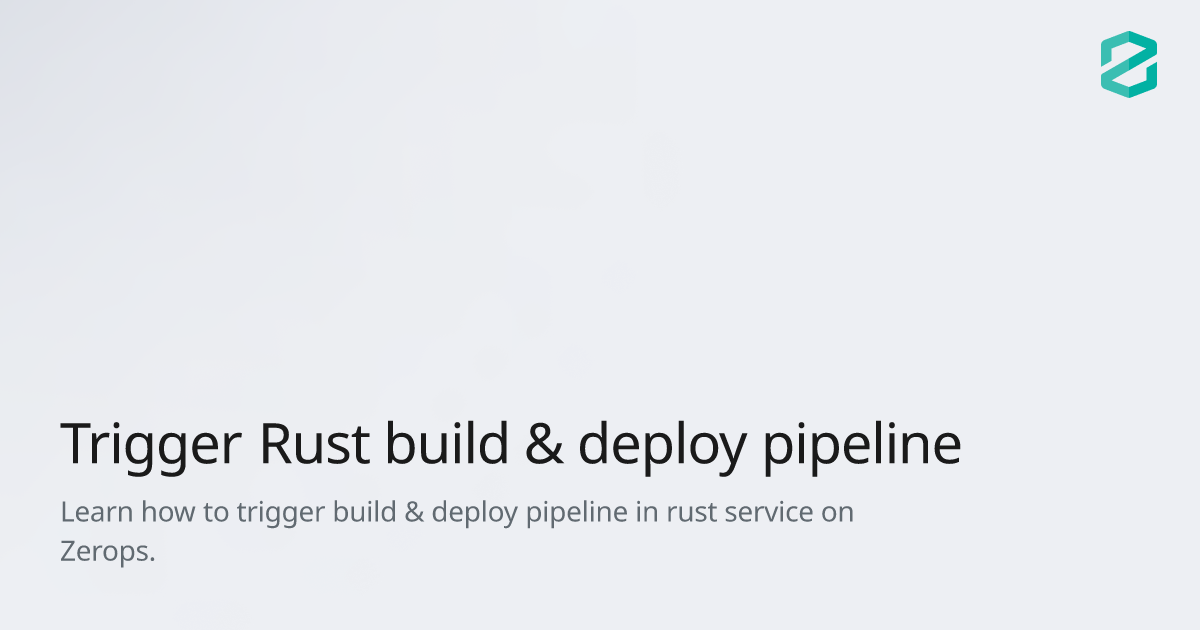 Trigger Rust build & deploy pipeline
Learn how to trigger build & deploy pipeline in rust service on
Zerops.